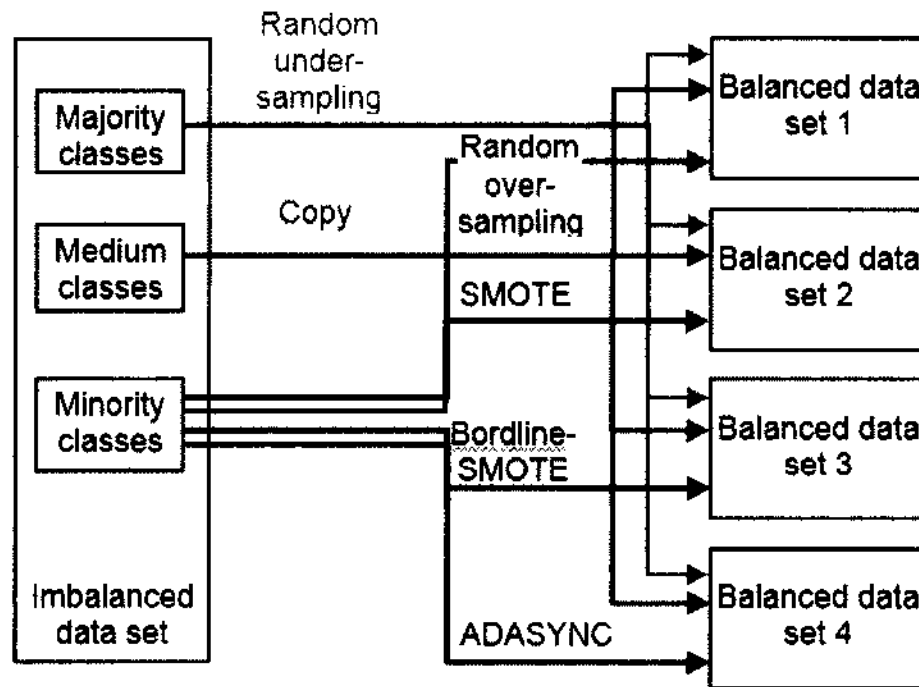 Random
under-
sampling
Majority
classes
Balanced data
set 1
Random
over-
sampling
Copy
Medium
classes
Balanced data
set 2
SMOTE
Minority
classes
Balanced data
set 3
Bordline-
SMOTE
Imbalanced
data set
Balanced data
set 4
ADASYNC